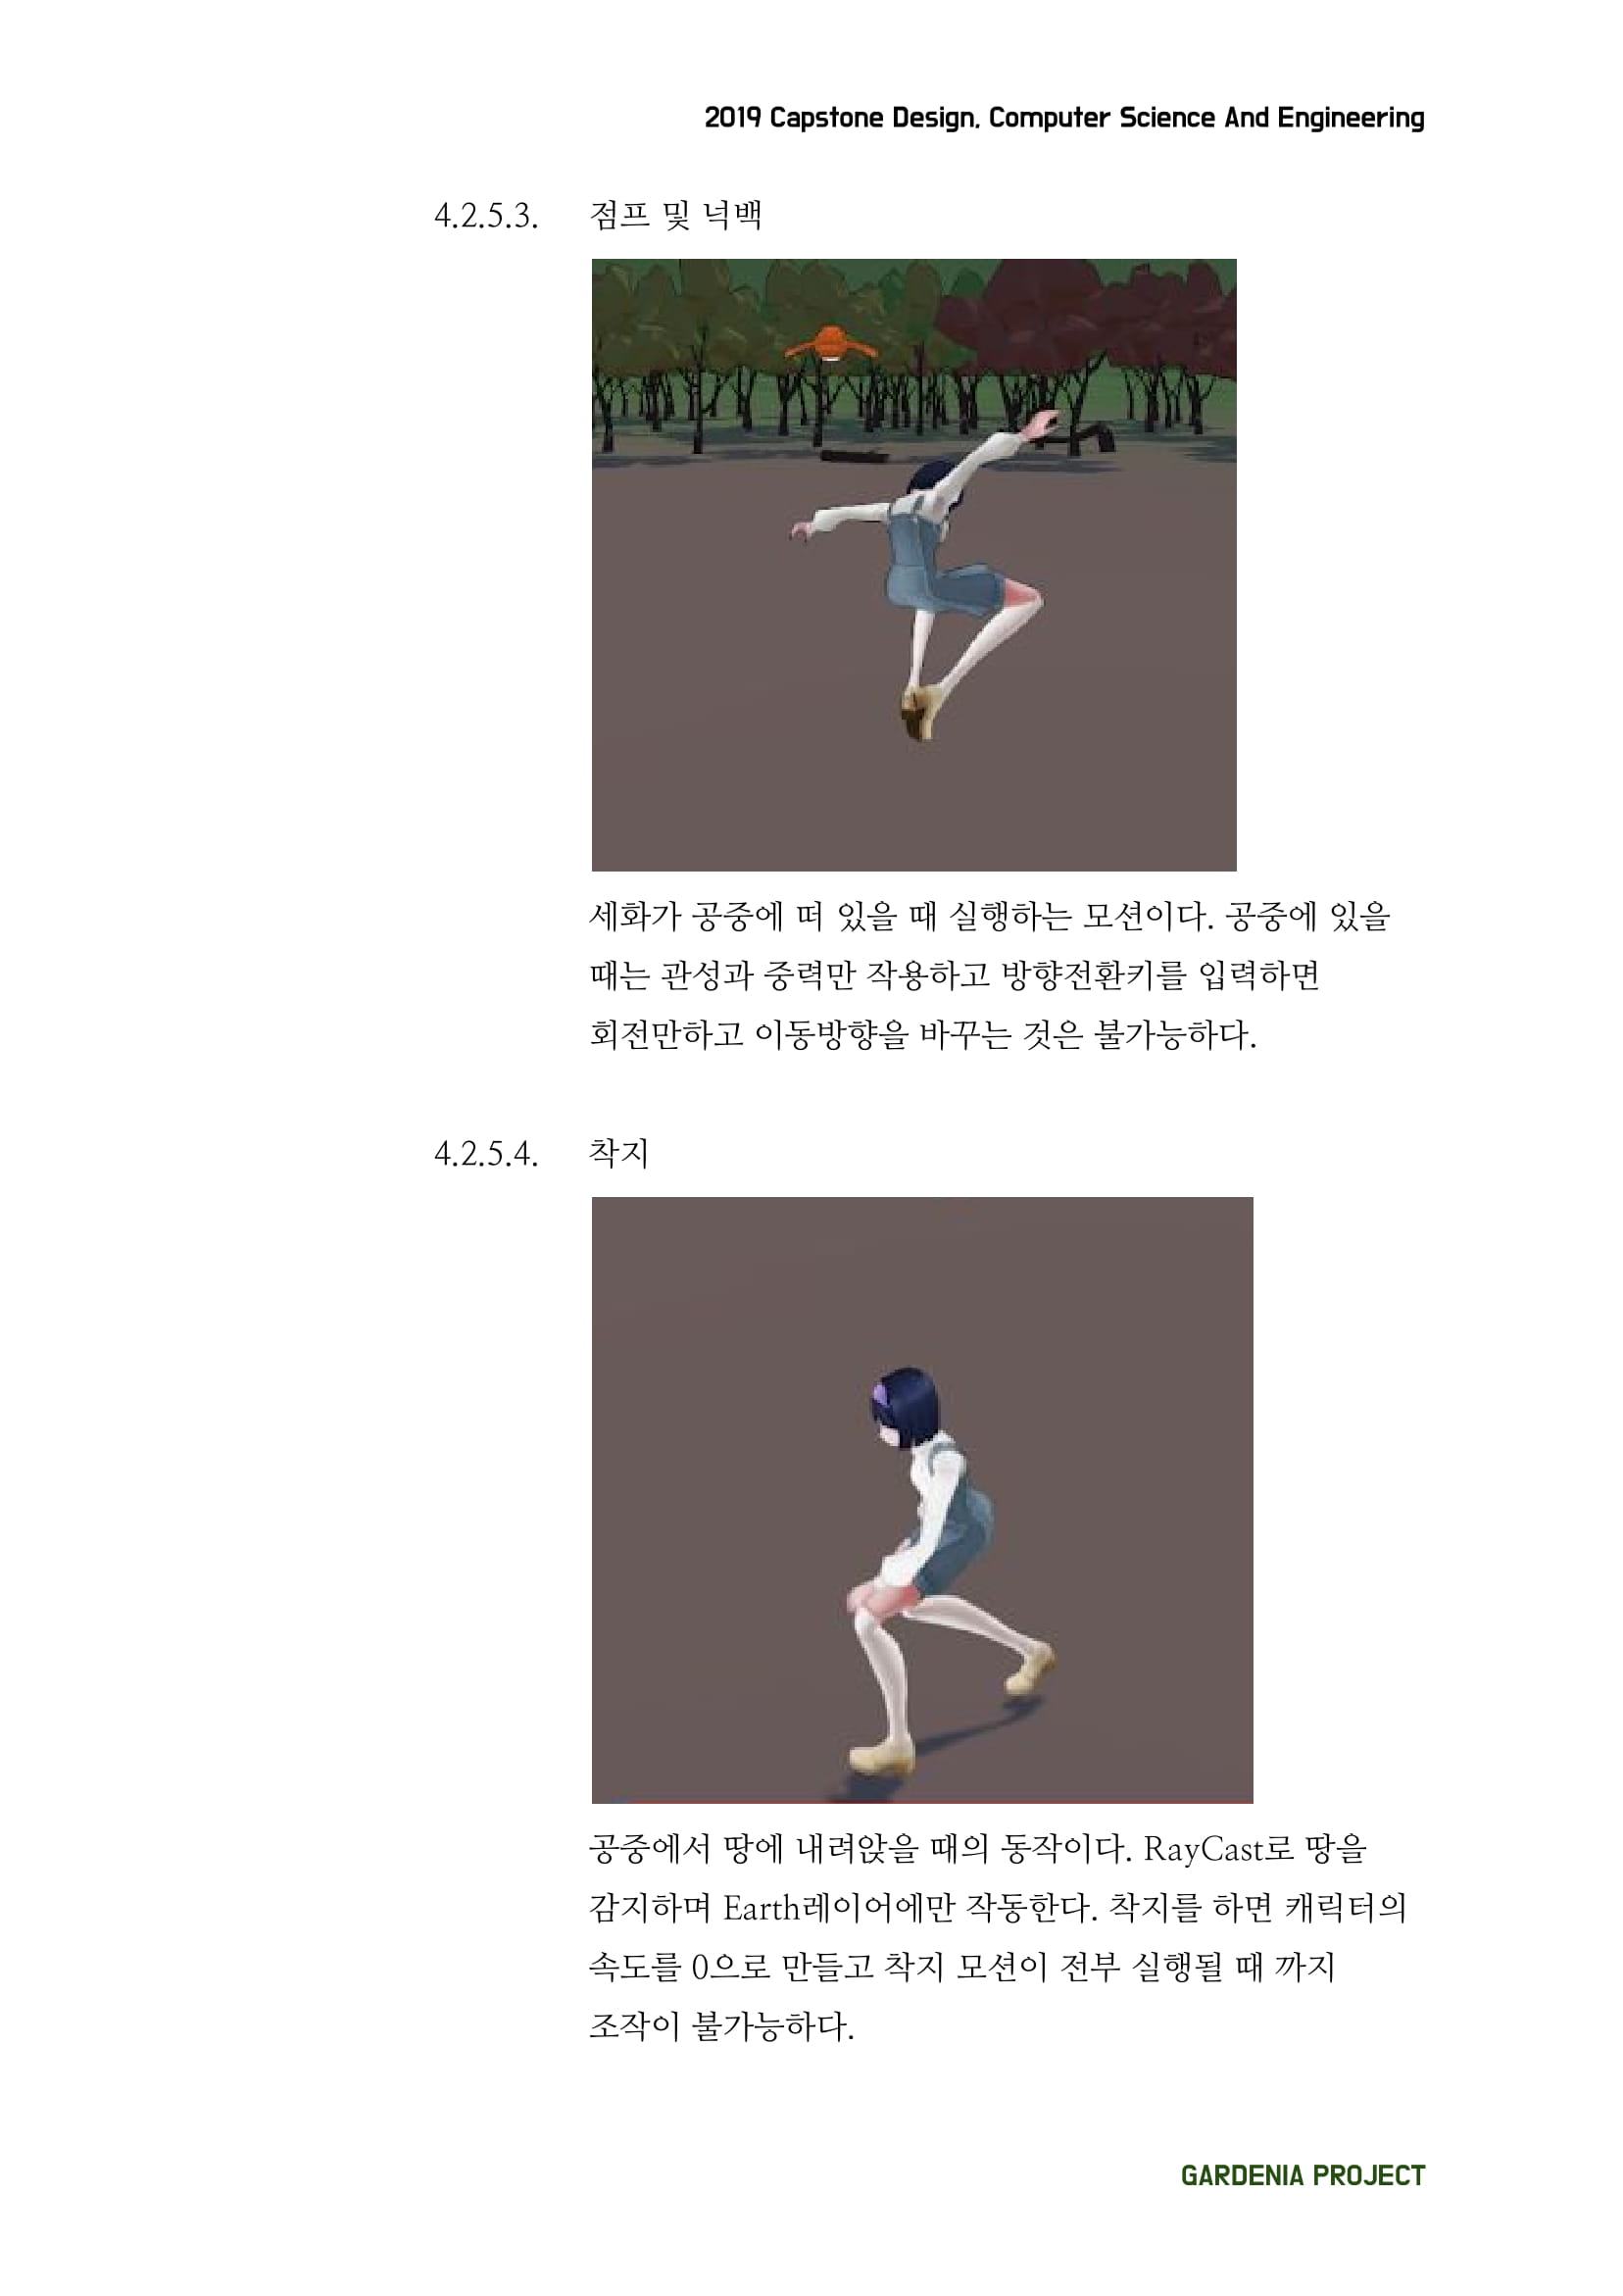 2019 Capstone Design, Computer Science And Engineering
4.2.5.3. 점프 및 넉백
세화가 공중에 떠 있을 때 실행하는 모션이다. 공중에 있을
때는 관성과 중력만 작용하고 방향전환키를 입력하면
회전만하고 이동방향을 바꾸는 것은 불가능하다.
4.2.5.4. 착지
공중에서 땅에 내려앉을 때의 동작이다. RayCast로 땅을
감지하며 Earth레이어에만 작동한다. 착지를 하면 캐릭터의
속도를 0으로 만들고 착지 모션이 전부 실행될 때 까지
조작이 불가능하다.
GARDENIA PROJECT